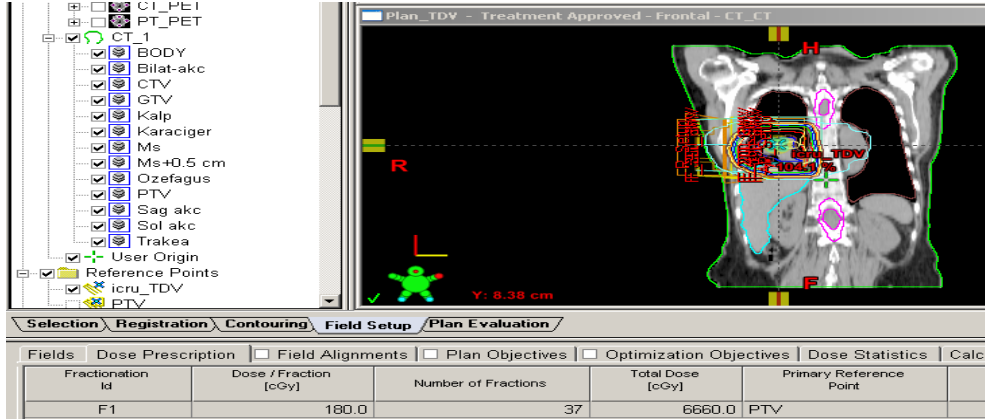 CT_PET
PT_PET
CT_1
BODY
Bilat-akc
CTV
GTV
Kalp
Karaciger
Ms
Ms+0.5 cm
Ozefagus
PTV
Sag akc
Sol akc
Trakea
User Origin
Reference Points
icru_TDV
PTV
Plan_TDV - Treatment Approved - Frontal - CT_CT
H
R
icru_TDV
104.1 %
F
Y: 8.38 cm
Selection Registration Contouring Field Setup Plan Evaluation
Fields Dose Prescription Field Alignments Plan Objectives Optimization Objectives Dose Statistics Calc
Fractionation Id Dose / Fraction [cGy] Number of Fractions Total Dose [cGy] Primary Reference Point
F1 180.0 37 6660.0 PTV